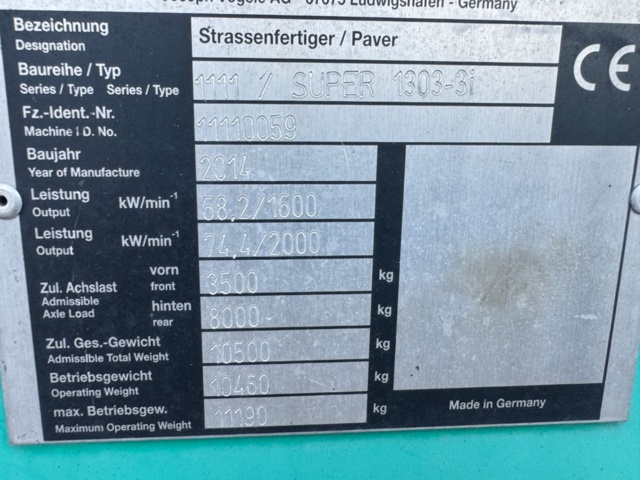 Joseph Vögele AG - 67075 Ludwigshafen - Germany
Bezeichnung
Designation
Strassenfertiger / Paver
Baureihe / Typ
Series / Type Series / Type
1111 / SUPER 1303-3i
Fz.-Ident.-Nr.
Machine I D. No.
11110059
Baujahr
Year of Manufacture
2014
Leistung
Output
kW/min-1
58,2/1600
Leistung
Output
kW/min-1
74,4/2000
Zul. Achslast
Admissible
Axle Load
vorn
front
3500
kg
hinten
rear
8000
kg
Zul. Ges.-Gewicht
Admissible Total Weight
10500
kg
Betriebsgewicht
Operating Weight
10460
kg
max. Betriebsgew.
Maximum Operating Weight
11190
kg
CE
Made in Germany